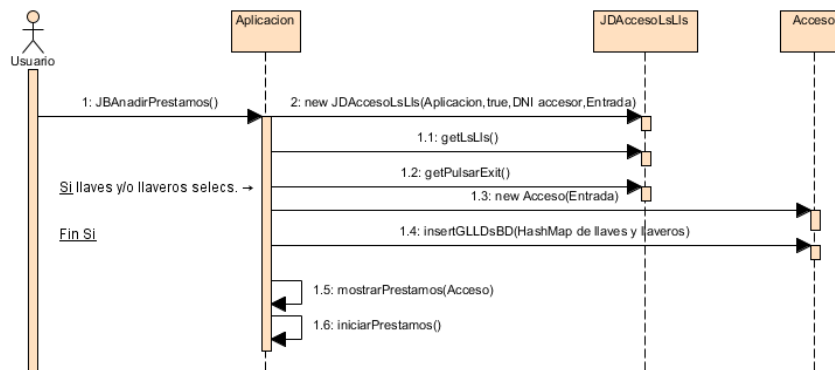 Aplicacion
JDAccesoLsLls
Acceso
Usuario
1: JBAnadirPrestamos()
2: new JDAccesoLsLls(Aplicacion,true,DNI accesor,Entrada)
1.1: getLsLls()
1.2: getPulsarExit()
Si llaves y/o llaveros selecs. →
1.3: new Acceso(Entrada)
Fin Si
1.4: insertGLLDsBD(HashMap de llaves y llaveros)
1.5: mostrarPrestamos(Acceso)
1.6: iniciarPrestamos()